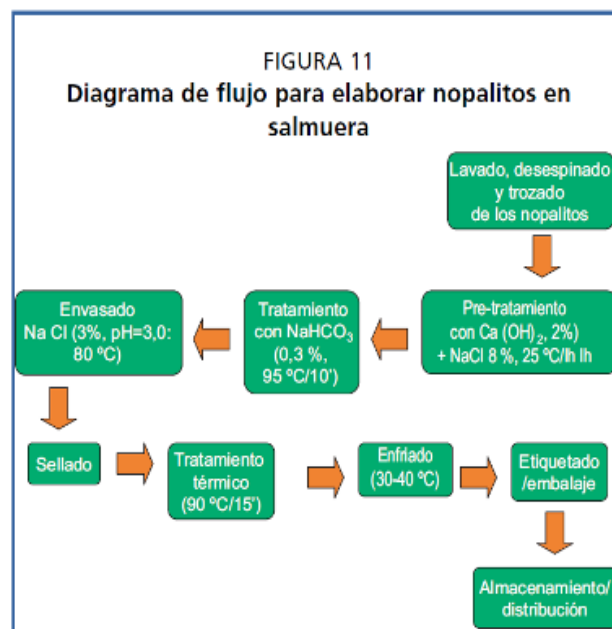 FIGURA 11
Diagrama de flujo para elaborar nopalitos en
salmuera
Lavado, desespinado
y trozado
de los nopalitos
Pre-tratamiento
con Ca (OH)2, 2%)
+ NaCl 8 %, 25 ºC/lh lh
Tratamiento
con NaHCO3
(0,3 %,
95 ºC/10')
Envasado
Na Cl (3%, pH=3,0:
80 ºC)
Sellado
Tratamiento
térmico
(90 ºC/15')
Enfriado
(30-40 ºC)
Etiquetado
/embalaje
Almacenamiento/
distribución